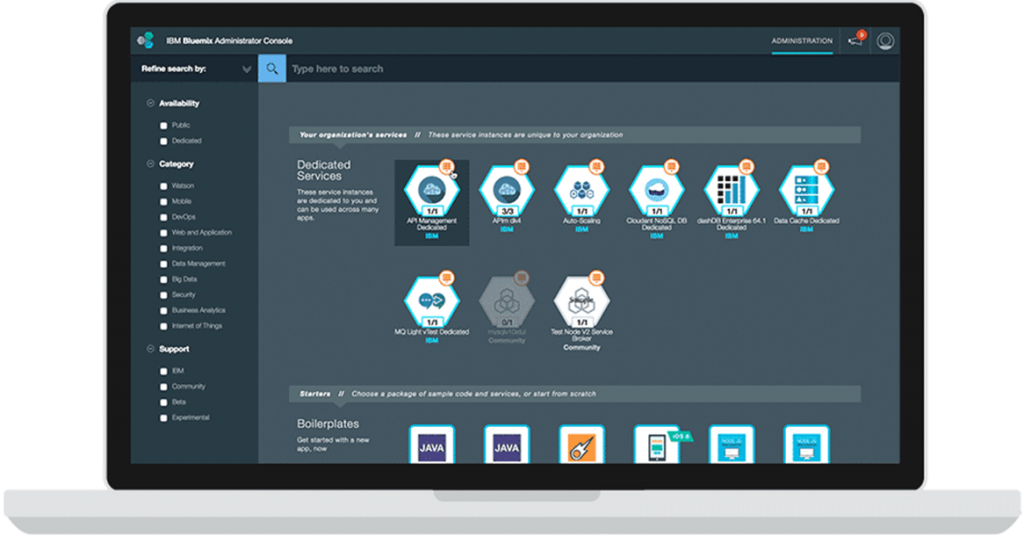 IBM Bluemix Administrator Console
ADMINISTRATION
Refine search by:
Type here to search
Availability
Public
Dedicated
Category
Watson
Mobile
DevOps
Web and Application
Integration
Data Management
Big Data
Security
Business Analytics
Internet of Things
Support
IBM
Community
Beta
Experimental
Your organization's services // These service instances are unique to your organization
Dedicated
Services
These service instances
are dedicated to you and
can be used across many
apps.
1/1
API Management
Dedicated
IBM
3/3
APIm div4
IBM
1/1
Auto-Scaling
IBM
1/1
Cloudant NoSQL DB
Dedicated
IBM
1/1
dashDB Enterprise 64.1
Dedicated
IBM
1/1
Data Cache Dedicated
IBM
1/1
MQ Light vTest Dedicated
IBM
0/1
Community
1/1
Test Node V2 Service
Broker
Community
Starters // Choose a package of sample code and services, or start from scratch
Boilerplates
Get started with a new
app, now
JAVA
JAVA
iOS 8